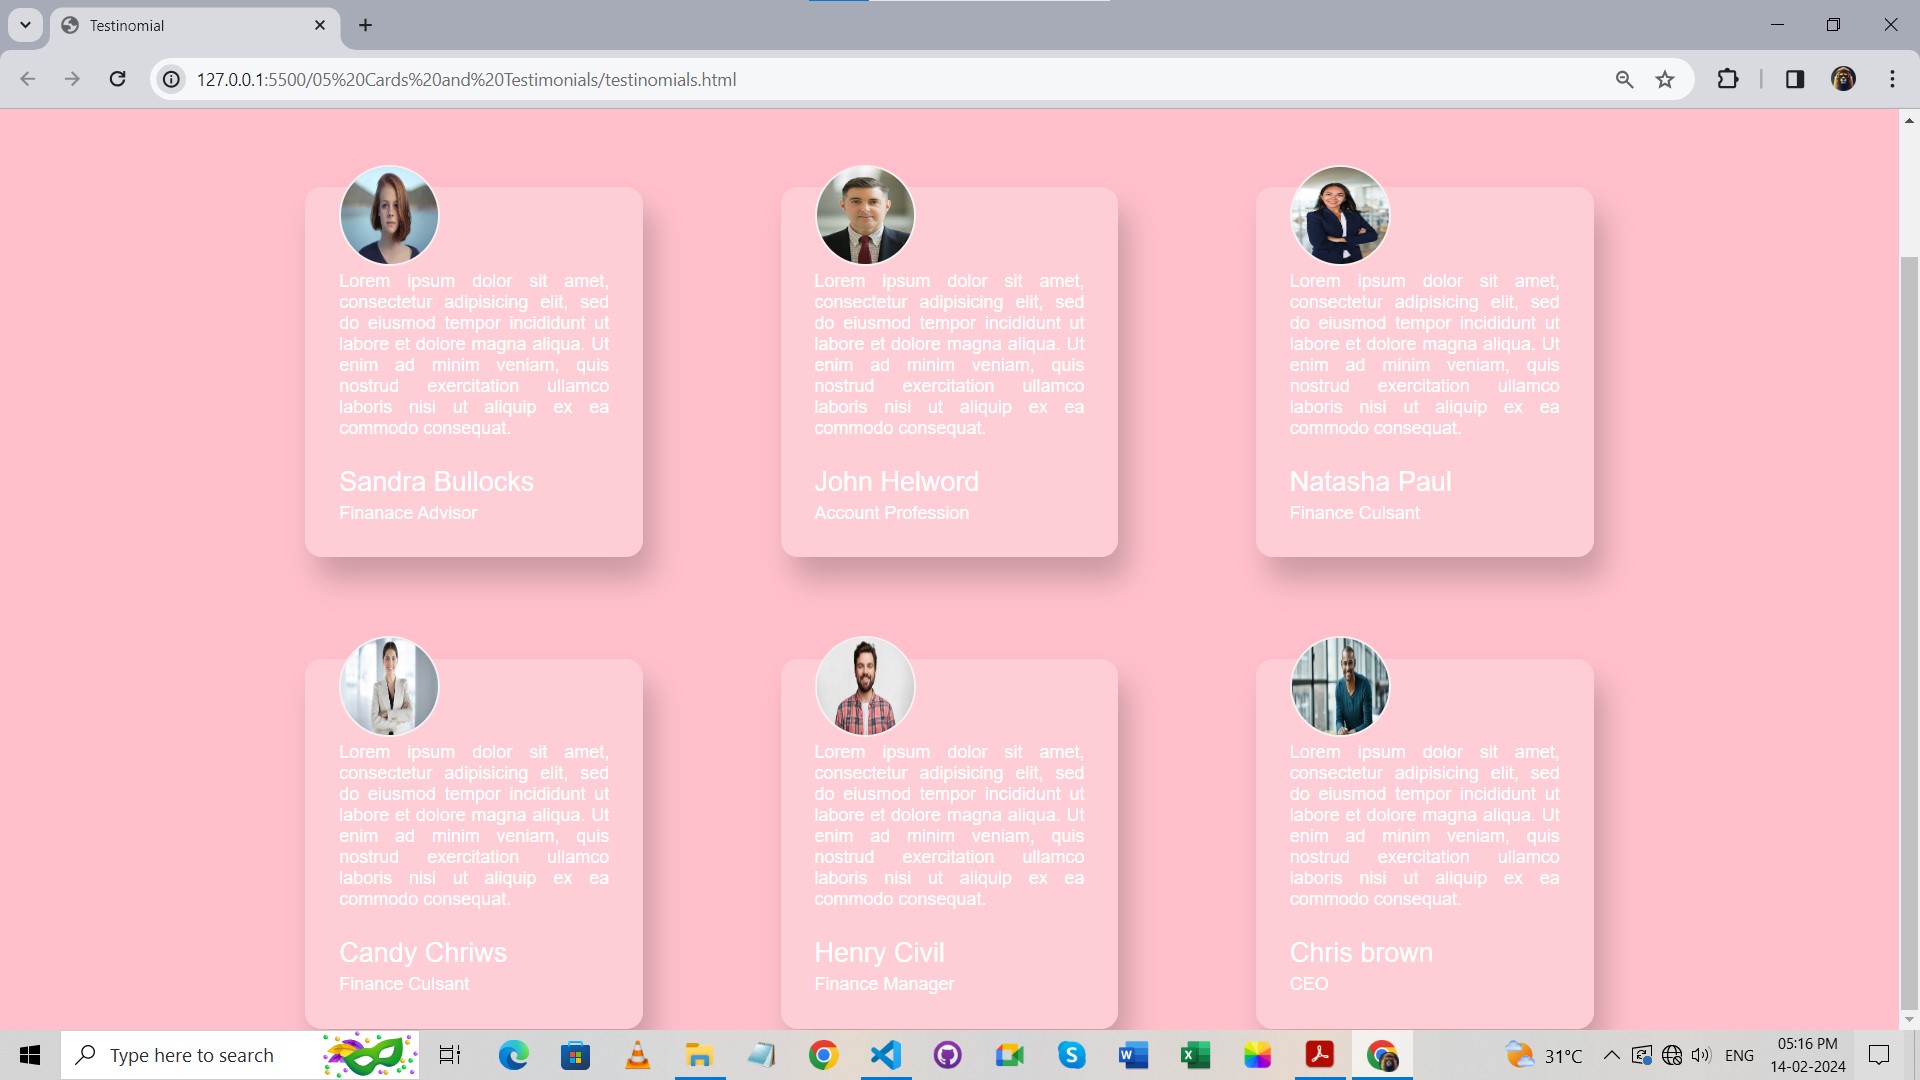 Testinomial
127.0.0.1:5500/05%20Cards%20and%20Testimonials/testinomials.html
Lorem ipsum dolor sit amet,
consectetur adipisicing elit, sed
do eiusmod tempor incididunt ut
labore et dolore magna aliqua. Ut
enim ad minim veniam, quis
nostrud exercitation ullamco
laboris nisi ut aliquip ex ea
commodo consequat.
Sandra Bullocks
Finanace Advisor
Lorem ipsum dolor sit amet,
consectetur adipisicing elit, sed
do eiusmod tempor incididunt ut
labore et dolore magna aliqua. Ut
enim ad minim veniam, quis
nostrud exercitation ullamco
laboris nisi ut aliquip ex ea
commodo consequat.
John Helword
Account Profession
Lorem ipsum dolor sit amet,
consectetur adipisicing elit, sed
do eiusmod tempor incididunt ut
labore et dolore magna aliqua. Ut
enim ad minim veniam, quis
nostrud exercitation ullamco
laboris nisi ut aliquip ex ea
commodo consequat.
Natasha Paul
Finance Culsant
Lorem ipsum dolor sit amet,
consectetur adipisicing elit, sed
do eiusmod tempor incididunt ut
labore et dolore magna aliqua. Ut
enim ad minim veniam, quis
nostrud exercitation ullamco
laboris nisi ut aliquip ex ea
commodo consequat.
Candy Chriws
Finance Culsant
Lorem ipsum dolor sit amet,
consectetur adipisicing elit, sed
do eiusmod tempor incididunt ut
labore et dolore magna aliqua. Ut
enim ad minim veniam, quis
nostrud exercitation ullamco
laboris nisi ut aliquip ex ea
commodo consequat.
Henry Civil
Finance Manager
Lorem ipsum dolor sit amet,
consectetur adipisicing elit, sed
do eiusmod tempor incididunt ut
labore et dolore magna aliqua. Ut
enim ad minim veniam, quis
nostrud exercitation ullamco
laboris nisi ut aliquip ex ea
commodo consequat.
Chris brown
CEO
Type here to search
31°C
ENG
05:16 PM
14-02-2024